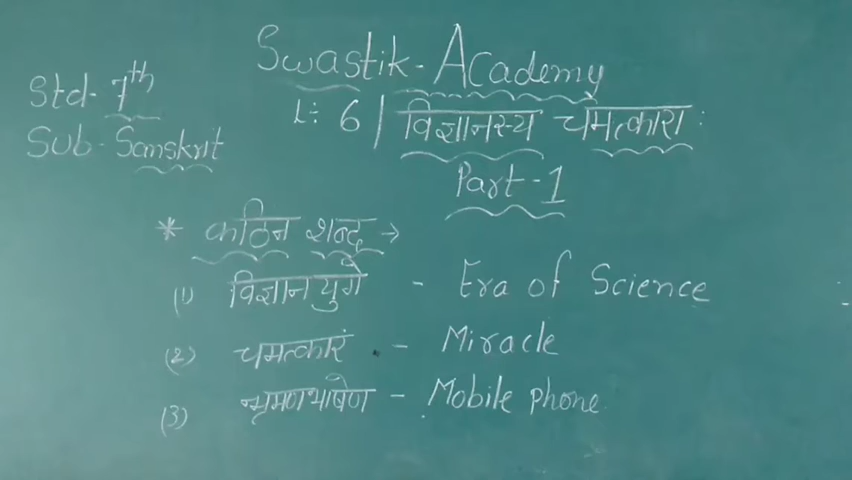 Swastik-Academy
Std- 7th
L:- 6 | विज्ञानस्य चमत्काराः
Sub- Sanskrit
Part-1
* कठिन शब्द →
(1) विज्ञानयुगे - Era of Science
(2) चमत्कारं - Miracle
(3) भ्रमणभाषेण - Mobile phone